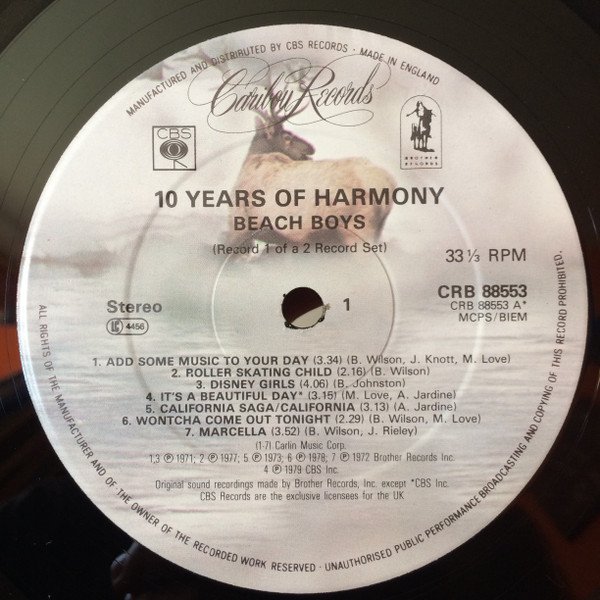 MANUFACTURED AND DISTRIBUTED BY CBS RECORDS · MADE IN ENGLAND
Caribou Records
CBS
BROTHER
RECORDS
10 YEARS OF HARMONY
BEACH BOYS
(Record 1 of a 2 Record Set)
33 ⅓ RPM
Stereo
LC 4456
1
CRB 88553
CRB 88553 A*
MCPS/BIEM
1. ADD SOME MUSIC TO YOUR DAY (3.34) (B. Wilson, J. Knott, M. Love)
2. ROLLER SKATING CHILD (2.16) (B. Wilson)
3. DISNEY GIRLS (4.06) (B. Johnston)
4. IT'S A BEAUTIFUL DAY* (3.15) (M. Love, A. Jardine)
5. CALIFORNIA SAGA/CALIFORNIA (3.13) (A. Jardine)
6. WONTCHA COME OUT TONIGHT (2.29) (B. Wilson, M. Love)
7. MARCELLA (3.52) (B. Wilson, J. Rieley)
(1-7) Carlin Music Corp.
1,3 ℗ 1971; 2 ℗ 1977; 5 ℗ 1973; 6 ℗ 1978; 7 ℗ 1972 Brother Records Inc.
4 ℗ 1979 CBS Inc.
Original sound recordings made by Brother Records, Inc. except *CBS Inc.
CBS Records are the exclusive licensees for the UK
ALL RIGHTS OF THE MANUFACTURER AND OF THE OWNER OF THE RECORDED WORK RESERVED - UNAUTHORISED PUBLIC PERFORMANCE BROADCASTING AND COPYING OF THIS RECORD PROHIBITED.